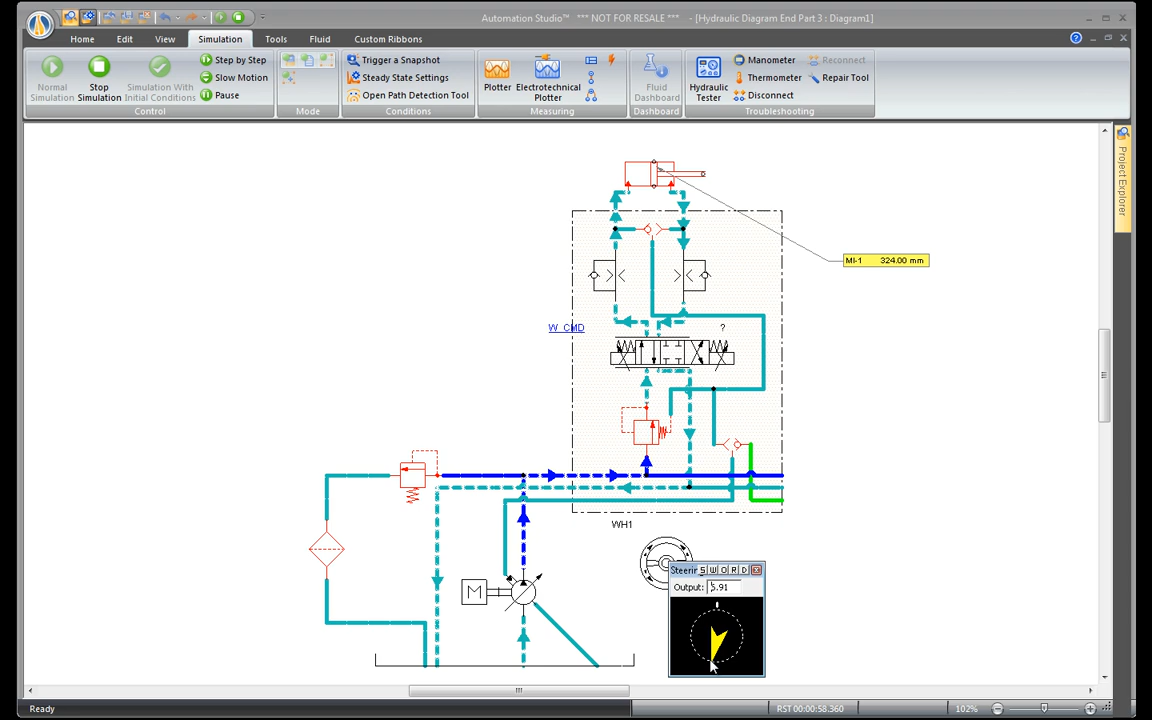 Automation Studio™ *** NOT FOR RESALE *** - [Hydraulic Diagram End Part 3 : Diagram1]
Home Edit View Simulation Tools Fluid Custom Ribbons
Normal Simulation
Stop Simulation
Simulation With Initial Conditions
Step by Step
Slow Motion
Pause
Control
Mode
Trigger a Snapshot
Steady State Settings
Open Path Detection Tool
Conditions
Plotter
Electrotechnical Plotter
Measuring
Fluid Dashboard
Dashboard
Hydraulic Tester
Manometer
Thermometer
Disconnect
Reconnect
Repair Tool
Troubleshooting
Project Explorer
MI-1 324.00 mm
W_CMD
?
WH1
M
Steerin S W O R D
Output: 5.91
Ready
RST 00:00:58.360
102%